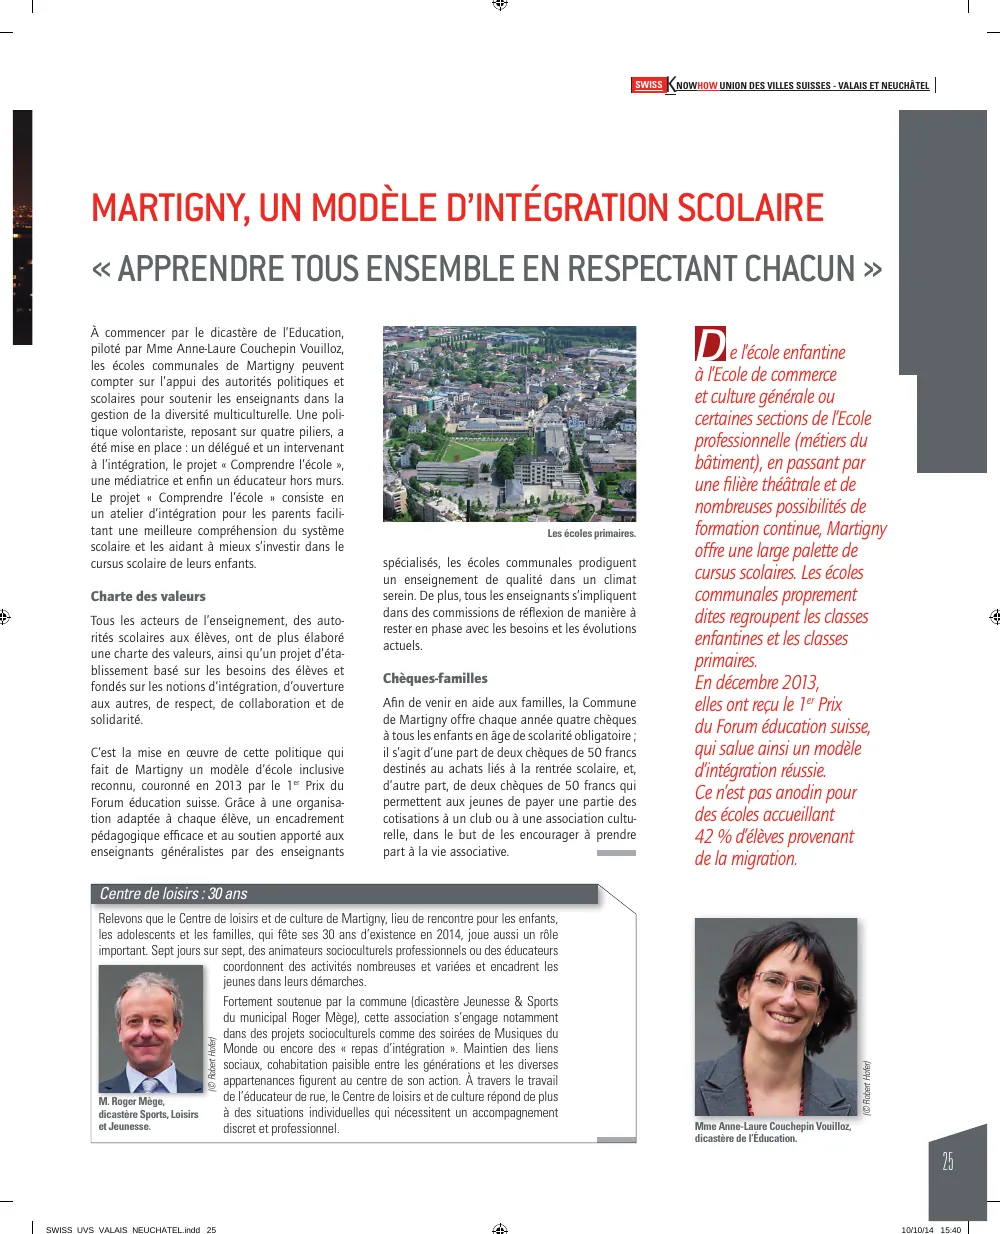 SWISS KNOWHOW UNION DES VILLES SUISSES - VALAIS ET NEUCHÂTEL
MARTIGNY, UN MODÈLE D'INTÉGRATION SCOLAIRE
« APPRENDRE TOUS ENSEMBLE EN RESPECTANT CHACUN »
À commencer par le dicastère de l'Education,
piloté par Mme Anne-Laure Couchepin Vouilloz,
les écoles communales de Martigny peuvent
compter sur l'appui des autorités politiques et
scolaires pour soutenir les enseignants dans la
gestion de la diversité multiculturelle. Une poli-
tique volontariste, reposant sur quatre piliers, a
été mise en place : un délégué et un intervenant
à l'intégration, le projet « Comprendre l'école »,
une médiatrice et enfin un éducateur hors murs.
Le projet « Comprendre l'école » consiste en
un atelier d'intégration pour les parents facili-
tant une meilleure compréhension du système
scolaire et les aidant à mieux s'investir dans le
cursus scolaire de leurs enfants.
Charte des valeurs
Tous les acteurs de l'enseignement, des auto-
rités scolaires aux élèves, ont de plus élaboré
une charte des valeurs, ainsi qu'un projet d'éta-
blissement basé sur les besoins des élèves et
fondés sur les notions d'intégration, d'ouverture
aux autres, de respect, de collaboration et de
solidarité.
C'est la mise en œuvre de cette politique qui
fait de Martigny un modèle d'école inclusive
reconnu, couronné en 2013 par le 1er Prix du
Forum éducation suisse. Grâce à une organisa-
tion adaptée à chaque élève, un encadrement
pédagogique efficace et au soutien apporté aux
enseignants généralistes par des enseignants
Les écoles primaires.
spécialisés, les écoles communales prodiguent
un enseignement de qualité dans un climat
serein. De plus, tous les enseignants s'impliquent
dans des commissions de réflexion de manière à
rester en phase avec les besoins et les évolutions
actuels.
Chèques-familles
Afin de venir en aide aux familles, la Commune
de Martigny offre chaque année quatre chèques
à tous les enfants en âge de scolarité obligatoire ;
il s'agit d'une part de deux chèques de 50 francs
destinés au achats liés à la rentrée scolaire, et,
d'autre part, de deux chèques de 50 francs qui
permettent aux jeunes de payer une partie des
cotisations à un club ou à une association cultu-
relle, dans le but de les encourager à prendre
part à la vie associative.
De l'école enfantine
à l'Ecole de commerce
et culture générale ou
certaines sections de l'Ecole
professionnelle (métiers du
bâtiment), en passant par
une filière théâtrale et de
nombreuses possibilités de
formation continue, Martigny
offre une large palette de
cursus scolaires. Les écoles
communales proprement
dites regroupent les classes
enfantines et les classes
primaires.
En décembre 2013,
elles ont reçu le 1er Prix
du Forum éducation suisse,
qui salue ainsi un modèle
d'intégration réussie.
Ce n'est pas anodin pour
des écoles accueillant
42 % d'élèves provenant
de la migration.
Centre de loisirs : 30 ans
Relevons que le Centre de loisirs et de culture de Martigny, lieu de rencontre pour les enfants,
les adolescents et les familles, qui fête ses 30 ans d'existence en 2014, joue aussi un rôle
important. Sept jours sur sept, des animateurs socioculturels professionnels ou des éducateurs
coordonnent des activités nombreuses et variées et encadrent les
jeunes dans leurs démarches.
Fortement soutenue par la commune (dicastère Jeunesse & Sports
du municipal Roger Mège), cette association s'engage notamment
dans des projets socioculturels comme des soirées de Musiques du
Monde ou encore des « repas d'intégration ». Maintien des liens
sociaux, cohabitation paisible entre les générations et les diverses
appartenances figurent au centre de son action. À travers le travail
de l'éducateur de rue, le Centre de loisirs et de culture répond de plus
à des situations individuelles qui nécessitent un accompagnement
discret et professionnel.
(© Robert Hofer)
M. Roger Mège,
dicastère Sports, Loisirs
et Jeunesse.
(© Robert Hofer)
Mme Anne-Laure Couchepin Vouilloz,
dicastère de l'Éducation.
25
SWISS_UVS_VALAIS_NEUCHATEL.indd 25
10/10/14 15:40